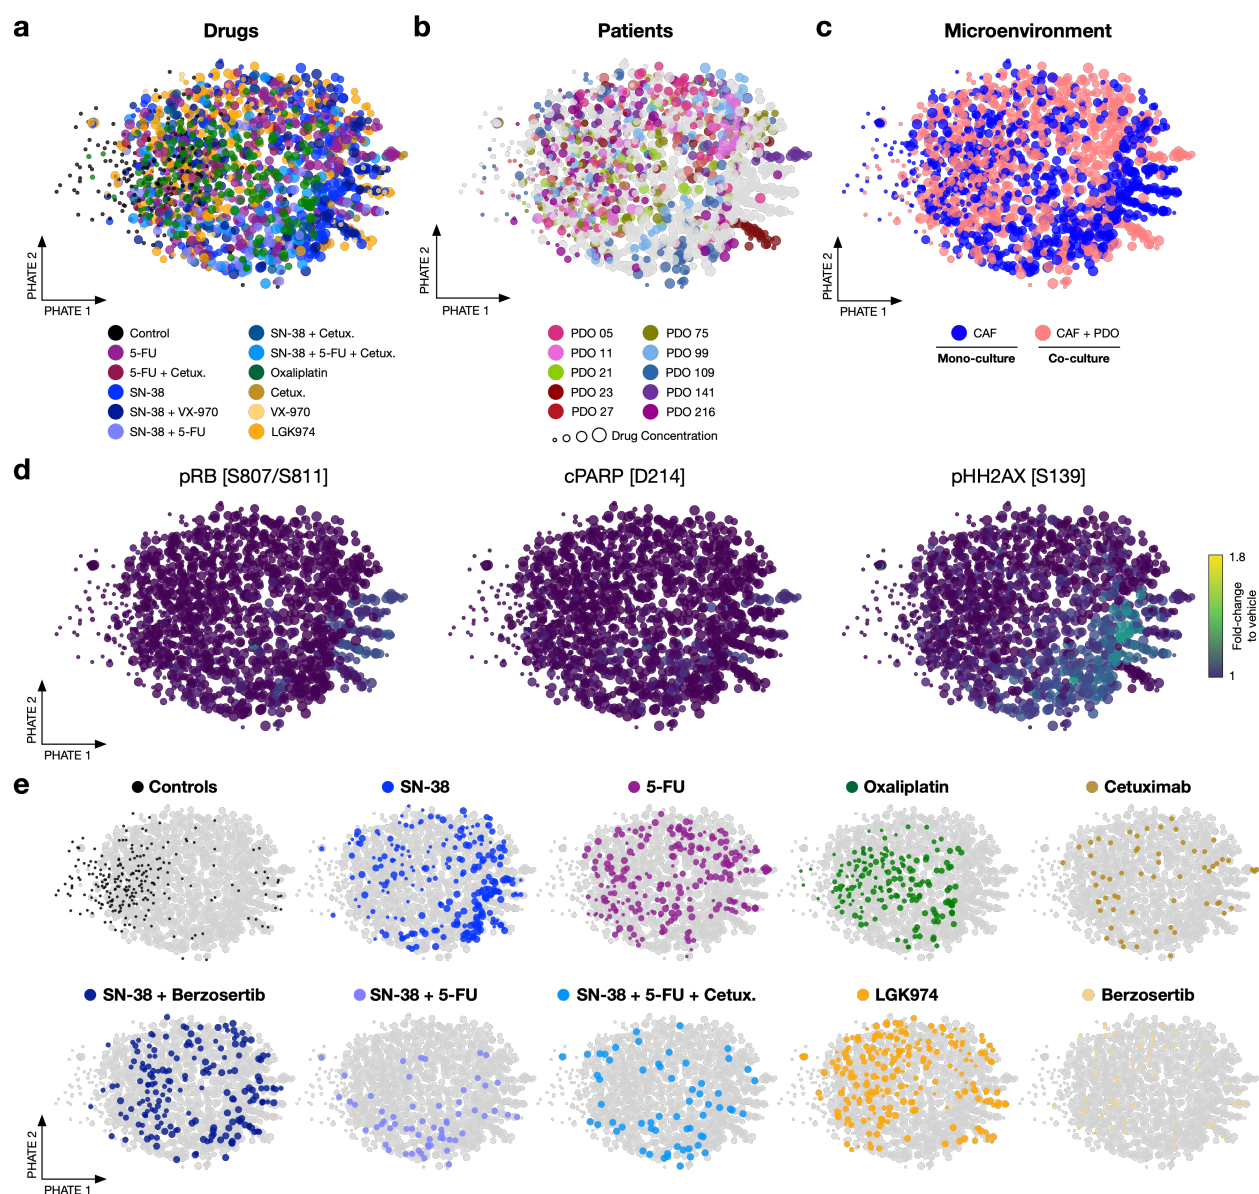 a
Drugs
b
Patients
c
Microenvironment
PHATE 2
PHATE 1
PHATE 2
PHATE 1
PHATE 2
PHATE 1
Control
5-FU
5-FU + Cetux.
SN-38
SN-38 + VX-970
SN-38 + 5-FU
SN-38 + Cetux.
SN-38 + 5-FU + Cetux.
Oxaliplatin
Cetux.
VX-970
LGK974
PDO 05
PDO 11
PDO 21
PDO 23
PDO 27
PDO 75
PDO 99
PDO 109
PDO 141
PDO 216
Drug Concentration
CAF
Mono-culture
CAF + PDO
Co-culture
d
pRB [S807/S811]
cPARP [D214]
pHH2AX [S139]
PHATE 2
PHATE 1
1.8
1
Fold-change
to vehicle
e
Controls
SN-38
5-FU
Oxaliplatin
Cetuximab
SN-38 + Berzosertib
SN-38 + 5-FU
SN-38 + 5-FU + Cetux.
LGK974
Berzosertib
PHATE 2
PHATE 1